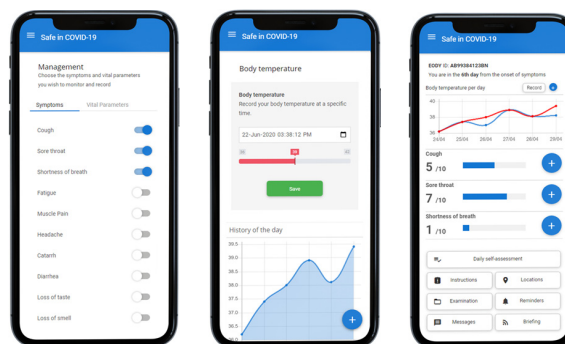 Safe in COVID-19
Management
Choose the symptoms and vital parameters
you wish to monitor and record
Symptoms
Vital Parameters
Cough
Sore throat
Shortness of breath
Fatigue
Muscle Pain
Headache
Catarrh
Diarrhea
Loss of taste
Loss of smell
Safe in COVID-19
Body temperature
Body temperature
Record your body temperature at a specific
time.
22-Jun-2020 03:38:12 PM
Save
History of the day
39.5
39.0
38.5
38.0
37.5
37.0
36.5
36.0
+
Safe in COVID-19
EDDY ID: AB99384123BN
You are in the 6th day from the onset of symptoms
Body temperature per day
Record
+
40
38
36
24/04 25/04 26/04 27/04 28/04 29/04
Cough
5 /10
+
Sore throat
7 /10
+
Shortness of breath
1 /10
+
Daily self-assessment
Instructions
Locations
Examination
Reminders
Messages
Briefing